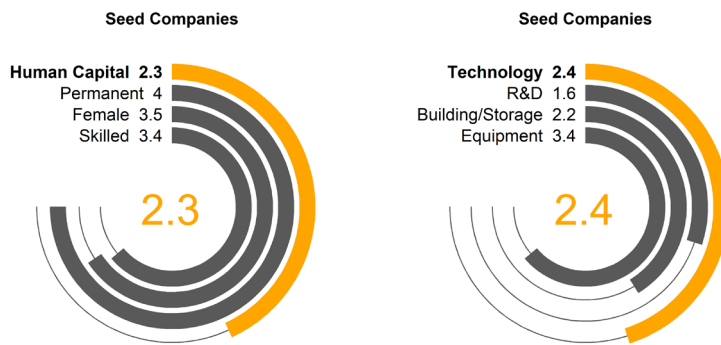 Seed Companies
Human Capital 2.3
Permanent 4
Female 3.5
Skilled 3.4
2.3
Seed Companies
Technology 2.4
R&D 1.6
Building/Storage 2.2
Equipment 3.4
2.4